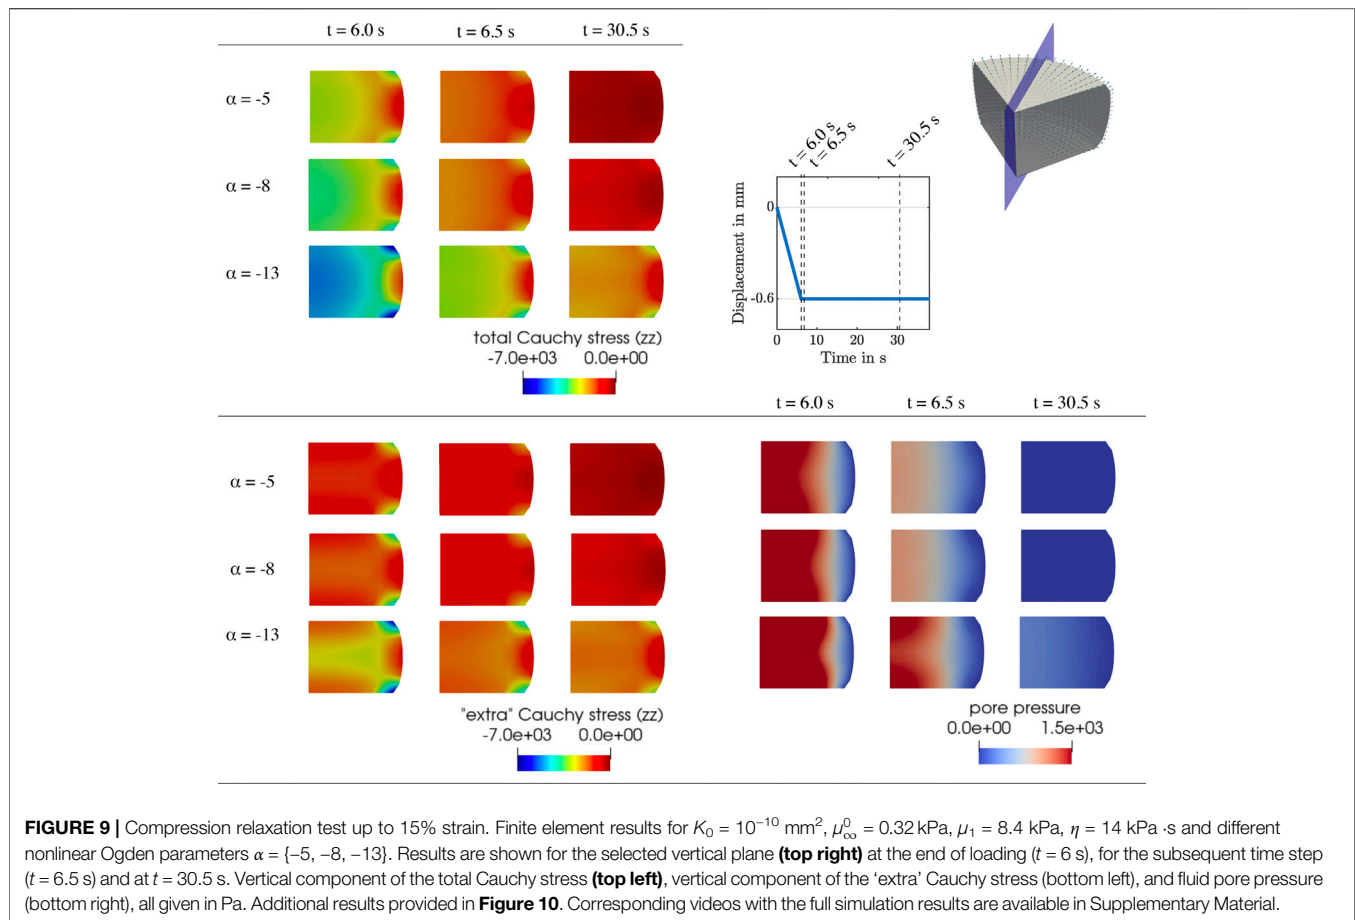 t = 6.0 s t = 6.5 s t = 30.5 s
α = -5
α = -8
α = -13
total Cauchy stress (zz)
-7.0e+03 0.0e+00
t = 6.0 s
t = 6.5 s
t = 30.5 s
Displacement in mm
0
-0.6
0 10 20 30
Time in s
t = 6.0 s t = 6.5 s t = 30.5 s
α = -5
α = -8
α = -13
"extra" Cauchy stress (zz)
-7.0e+03 0.0e+00
pore pressure
0.0e+00 1.5e+03
FIGURE 9 | Compression relaxation test up to 15% strain. Finite element results for K₀ = 10⁻¹⁰ mm², μ⁰∞ = 0.32 kPa, μ₁ = 8.4 kPa, η = 14 kPa ·s and different
nonlinear Ogden parameters α = {−5, −8, −13}. Results are shown for the selected vertical plane (top right) at the end of loading (t = 6 s), for the subsequent time step
(t = 6.5 s) and at t = 30.5 s. Vertical component of the total Cauchy stress (top left), vertical component of the ‘extra’ Cauchy stress (bottom left), and fluid pore pressure
(bottom right), all given in Pa. Additional results provided in Figure 10. Corresponding videos with the full simulation results are available in Supplementary Material.